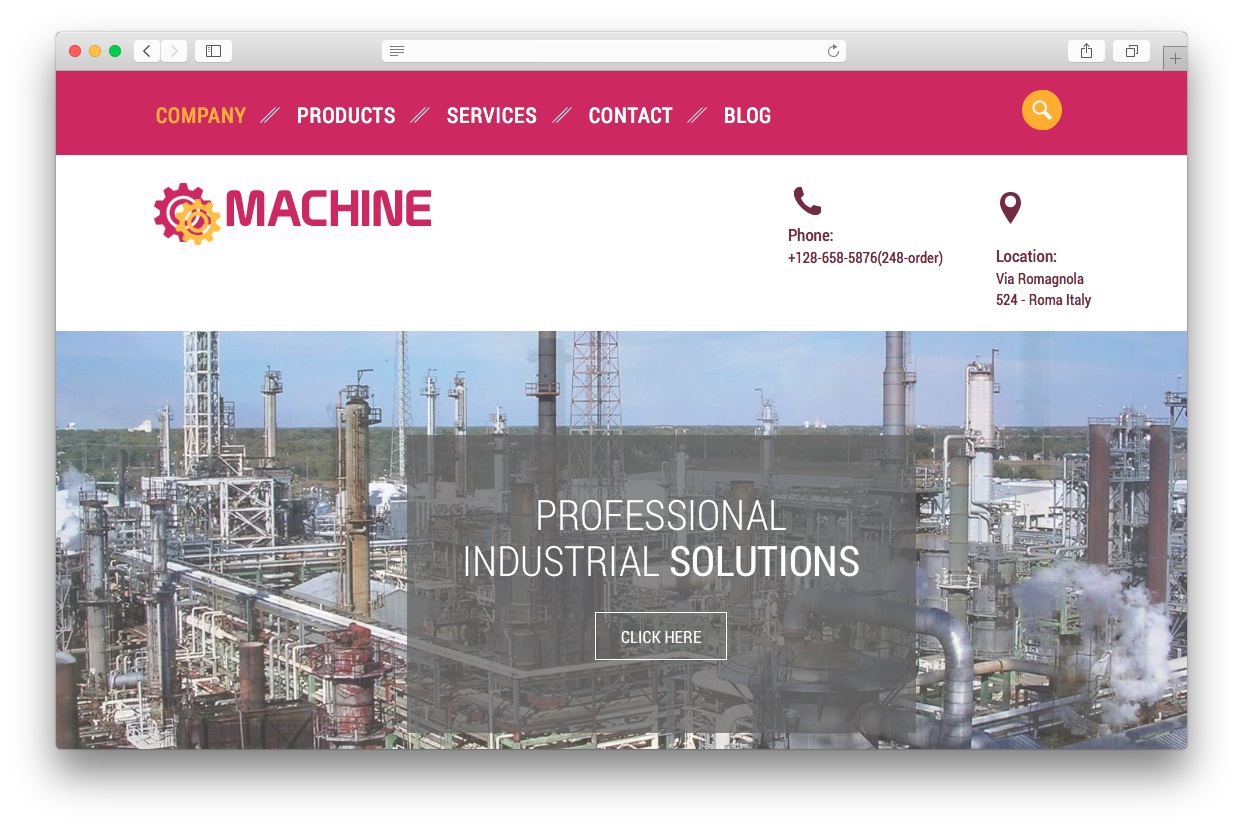 COMPANY // PRODUCTS // SERVICES // CONTACT // BLOG
MACHINE
Phone:
+128-658-5876(248-order)
Location:
Via Romagnola
524 - Roma Italy
PROFESSIONAL
INDUSTRIAL SOLUTIONS
CLICK HERE